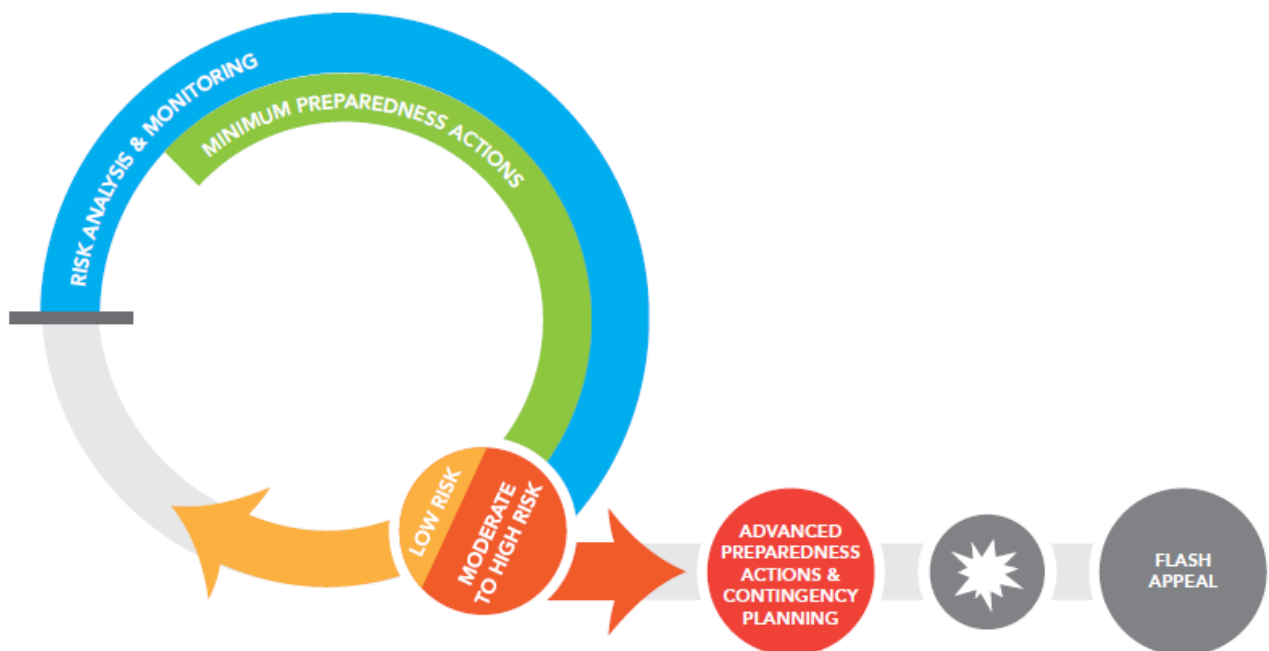 RISK ANALYSIS & MONITORING
MINIMUM PREPAREDNESS ACTIONS
LOW RISK
MODERATE
TO HIGH RISK
ADVANCED
PREPAREDNESS
ACTIONS &
CONTINGENCY
PLANNING
FLASH
APPEAL